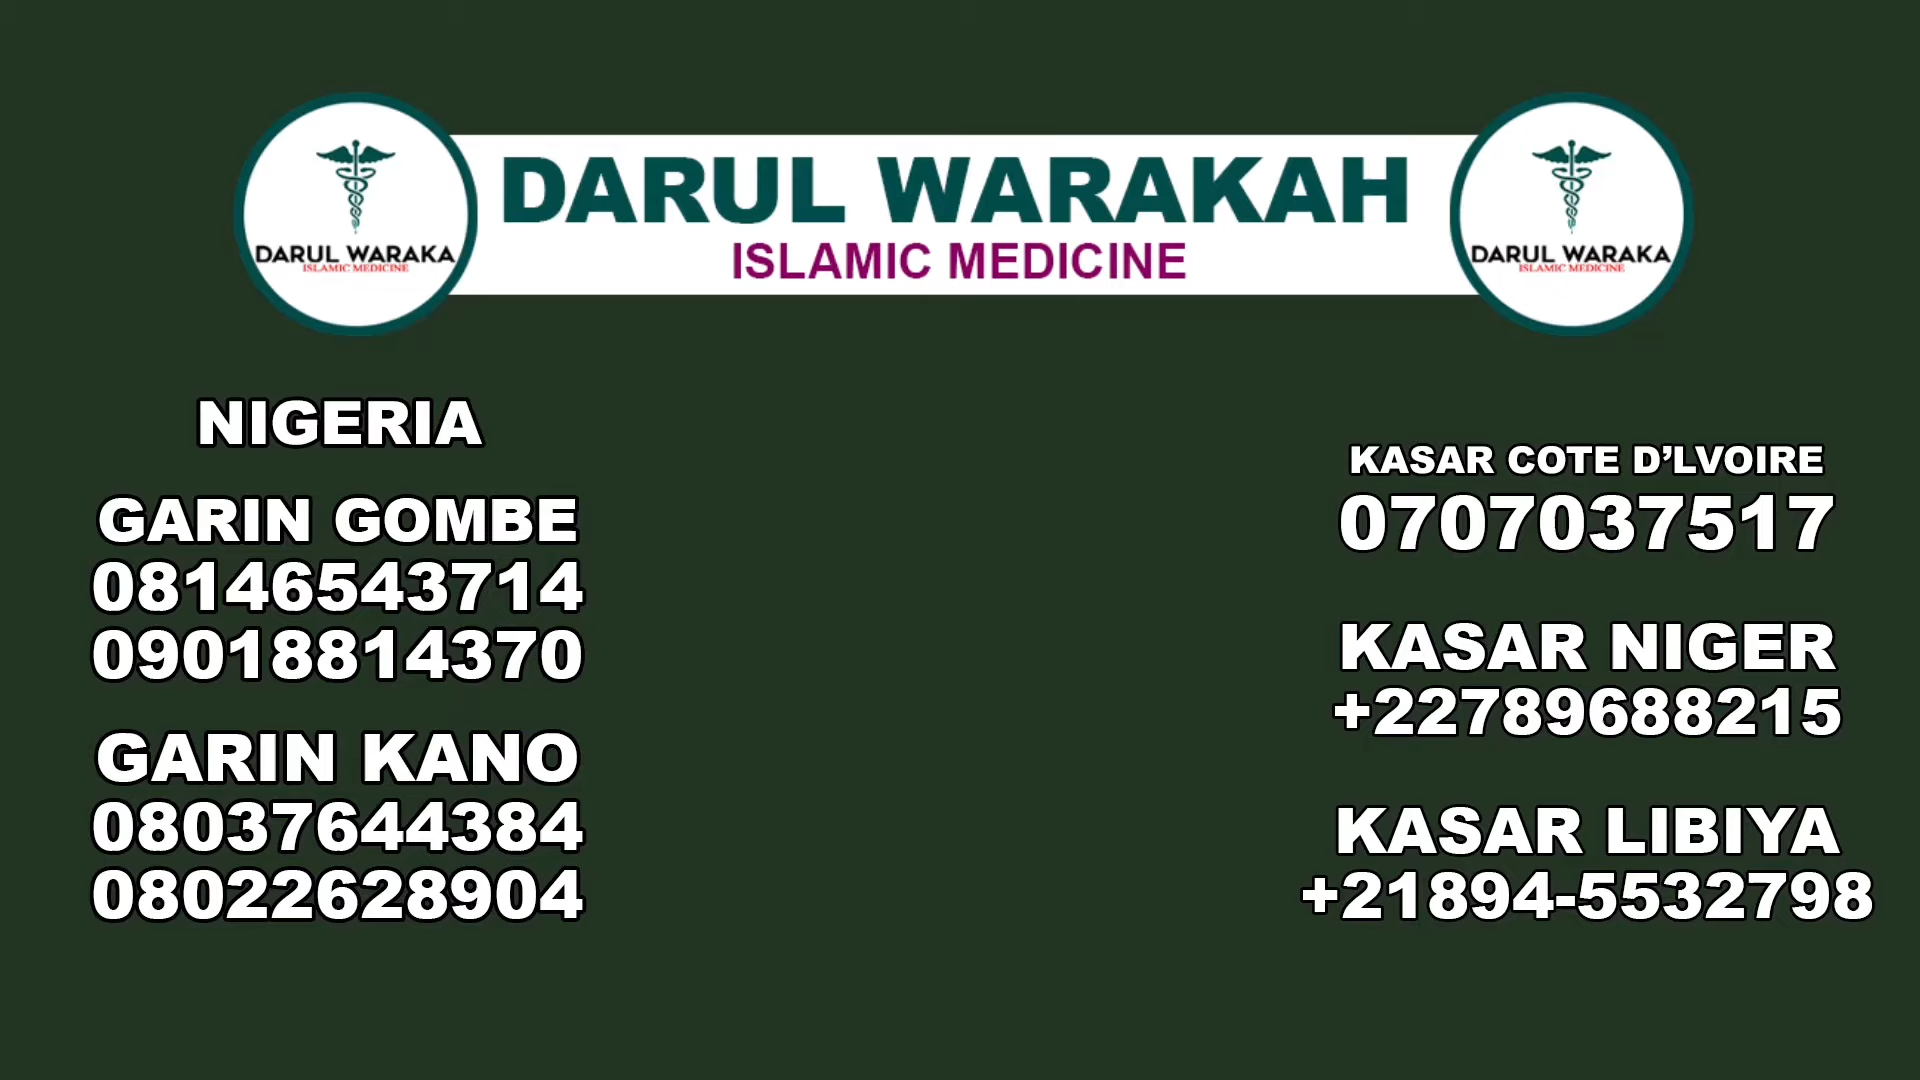 DARUL WARAKAH
ISLAMIC MEDICINE
DARUL WARAKA
ISLAMIC MEDICINE
DARUL WARAKA
ISLAMIC MEDICINE
NIGERIA
GARIN GOMBE
08146543714
09018814370
GARIN KANO
08037644384
08022628904
KASAR COTE D’LVOIRE
0707037517
KASAR NIGER
+22789688215
KASAR LIBIYA
+21894-5532798